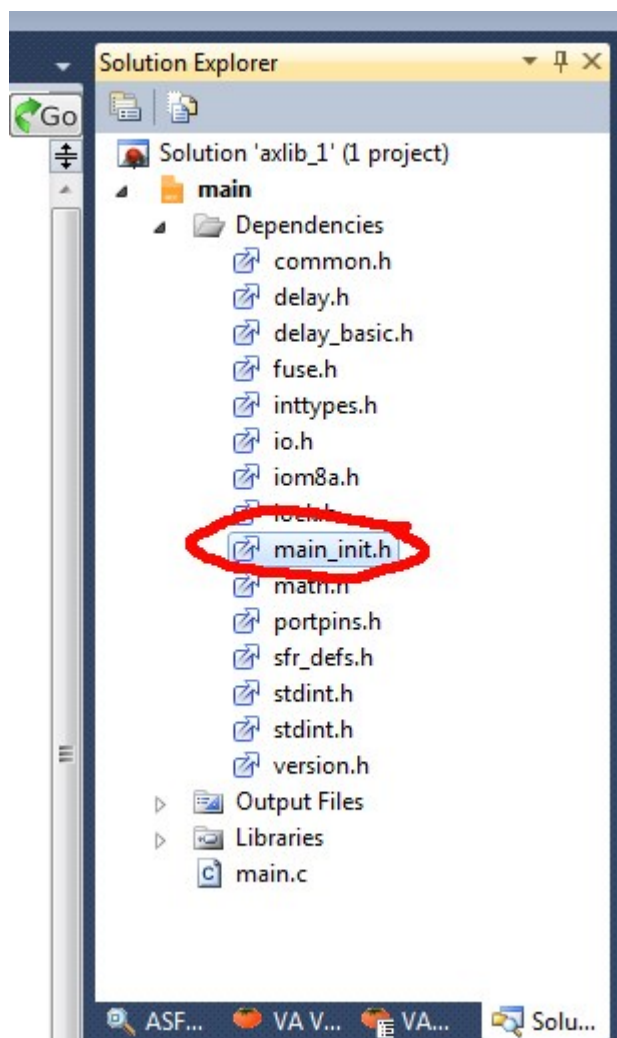 Solution Explorer
Go
Solution 'axlib_1' (1 project)
main
Dependencies
common.h
delay.h
delay_basic.h
fuse.h
inttypes.h
io.h
iom8a.h
lock.h
main_init.h
math.h
portpins.h
sfr_defs.h
stdint.h
stdint.h
version.h
Output Files
Libraries
main.c
ASF... VA V... VA... Solu...